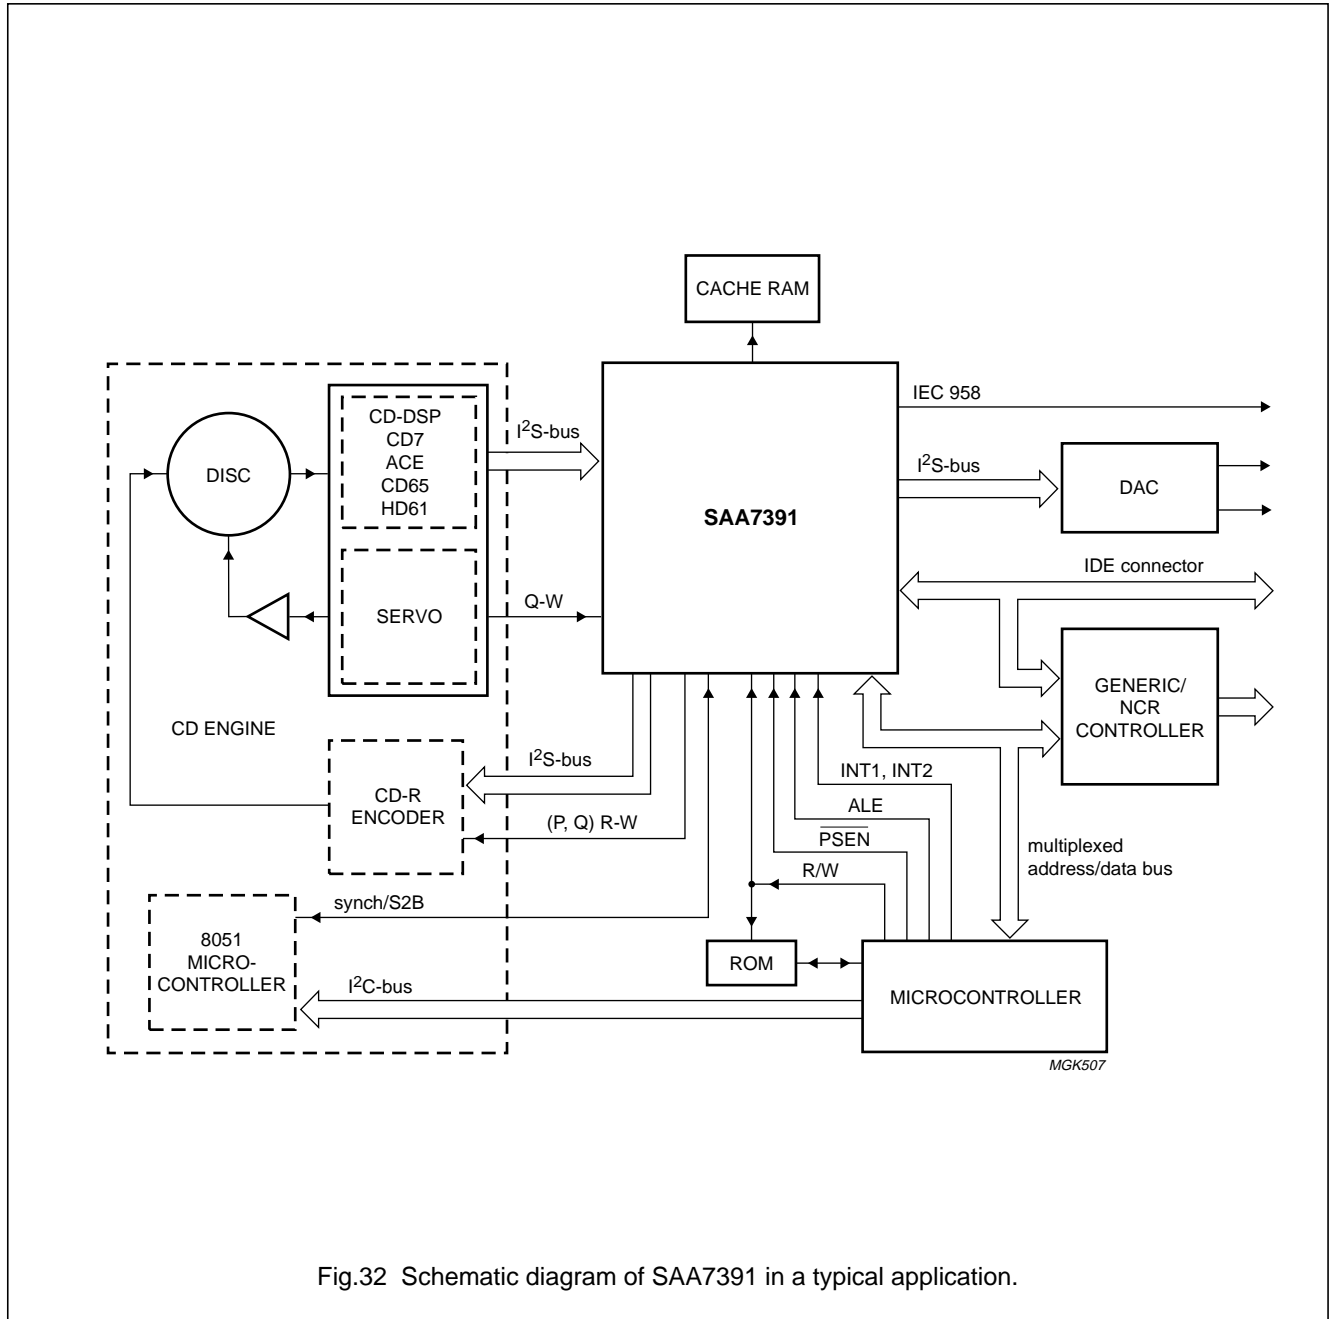 CACHE RAM
IEC 958
CD-DSP
CD7
ACE
CD65
HD61
I²S-bus
DISC
SAA7391
I²S-bus
DAC
IDE connector
SERVO
Q-W
GENERIC/
NCR
CONTROLLER
CD ENGINE
I²S-bus
CD-R
ENCODER
(P, Q) R-W
INT1, INT2
ALE
PSEN
R/W
multiplexed
address/data bus
synch/S2B
8051
MICRO-
CONTROLLER
I²C-bus
ROM
MICROCONTROLLER
MGK507
Fig.32 Schematic diagram of SAA7391 in a typical application.